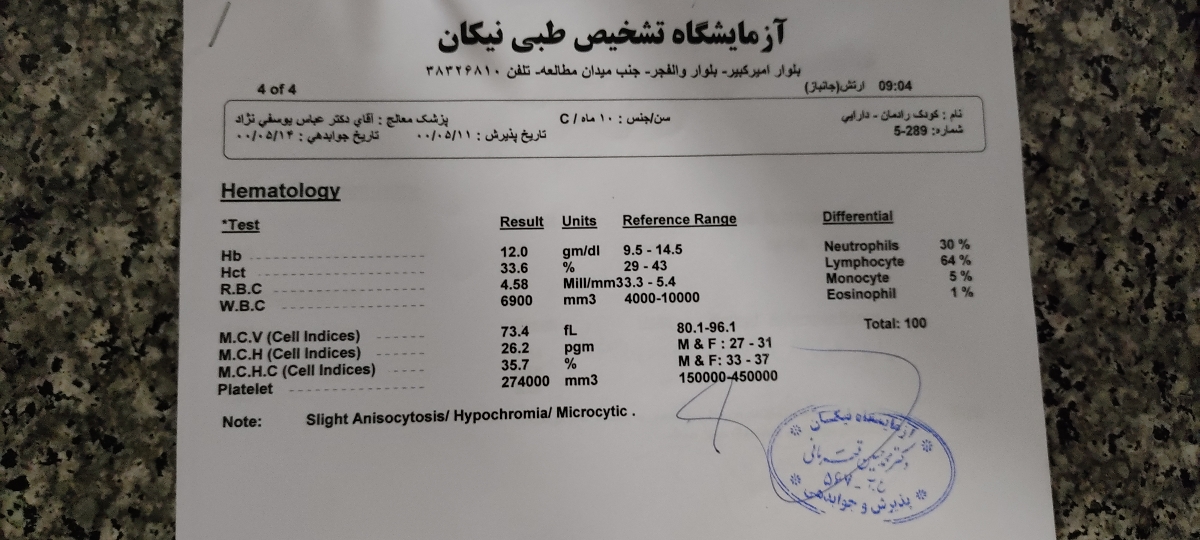 آزمایشگاه تشخیص طبی نیکان
بلوار امیرکبیر- بلوار والفجر- جنب میدان مطالعه- تلفن ۳۸۳۲۶۸۱۰
4 of 4 ارتش(جانباز) 09:04
نام : کودک رادمان - دارایي سن/جنس : ۱۰ ماه / C پزشک معالج : آقاي دکتر عباس یوسفي نژاد
شماره: 289-5 تاریخ پذیرش : ۰۰/۰۵/۱۱ تاریخ جوابدهي : ۰۰/۰۵/۱۴
Hematology
*Test Result Units Reference Range Differential
Hb 12.0 gm/dl 9.5 - 14.5 Neutrophils 30 %
Hct 33.6 % 29 - 43 Lymphocyte 64 %
R.B.C 4.58 Mill/mm33.3 - 5.4 Monocyte 5 %
W.B.C 6900 mm3 4000-10000 Eosinophil 1 %
M.C.V (Cell Indices) 73.4 fL 80.1-96.1 Total: 100
M.C.H (Cell Indices) 26.2 pgm M & F : 27 - 31
M.C.H.C (Cell Indices) 35.7 % M & F: 33 - 37
Platelet 274000 mm3 150000-450000
Note: Slight Anisocytosis/ Hypochromia/ Microcytic .
آزمایشگاه نیکان
دکتر
پذیرش و جوابدهی